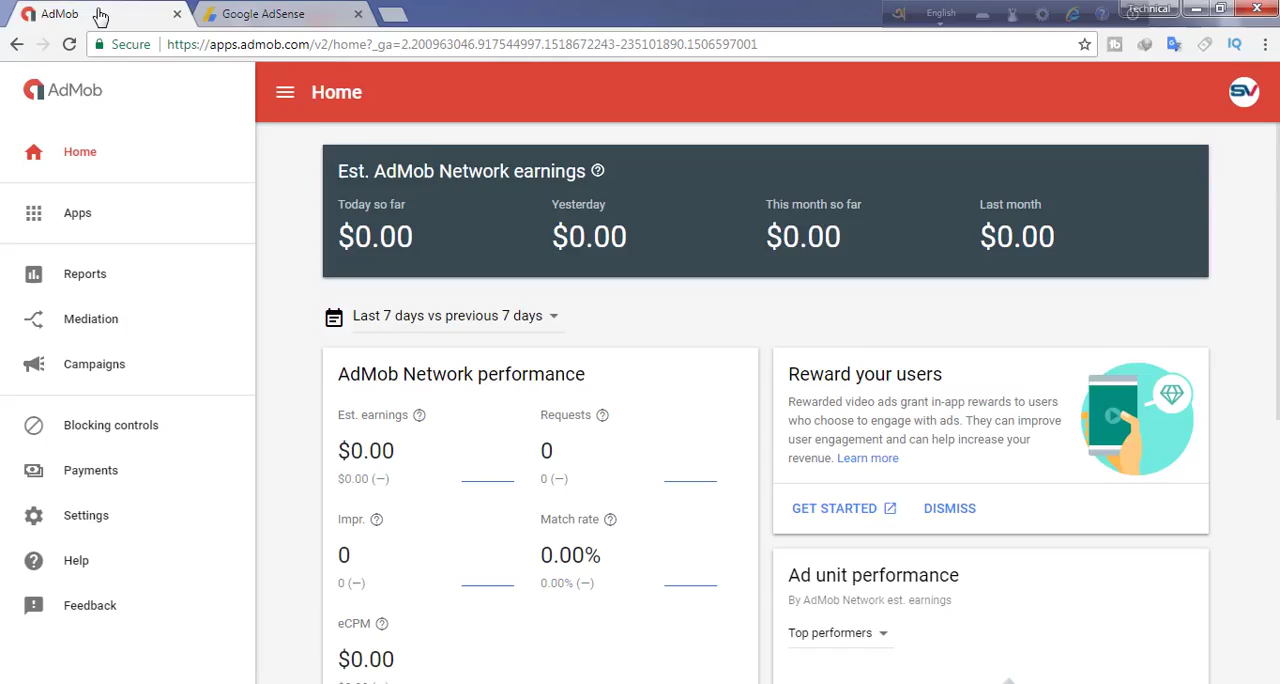 AdMob
Google AdSense
English
Technical
Secure
https://apps.admob.com/v2/home?_ga=2.200963046.917544997.1518672243-235101890.1506597001
IQ
AdMob
Home
SV
Home
Apps
Reports
Mediation
Campaigns
Blocking controls
Payments
Settings
Help
Feedback
Est. AdMob Network earnings
Today so far
Yesterday
This month so far
Last month
$0.00
$0.00
$0.00
$0.00
Last 7 days vs previous 7 days
AdMob Network performance
Est. earnings
Requests
$0.00
0
$0.00 (—)
0 (—)
Impr.
Match rate
0
0.00%
0 (—)
0.00% (—)
eCPM
$0.00
Reward your users
Rewarded video ads grant in-app rewards to users
who choose to engage with ads. They can improve
user engagement and can help increase your
revenue. Learn more
GET STARTED
DISMISS
Ad unit performance
By AdMob Network est. earnings
Top performers